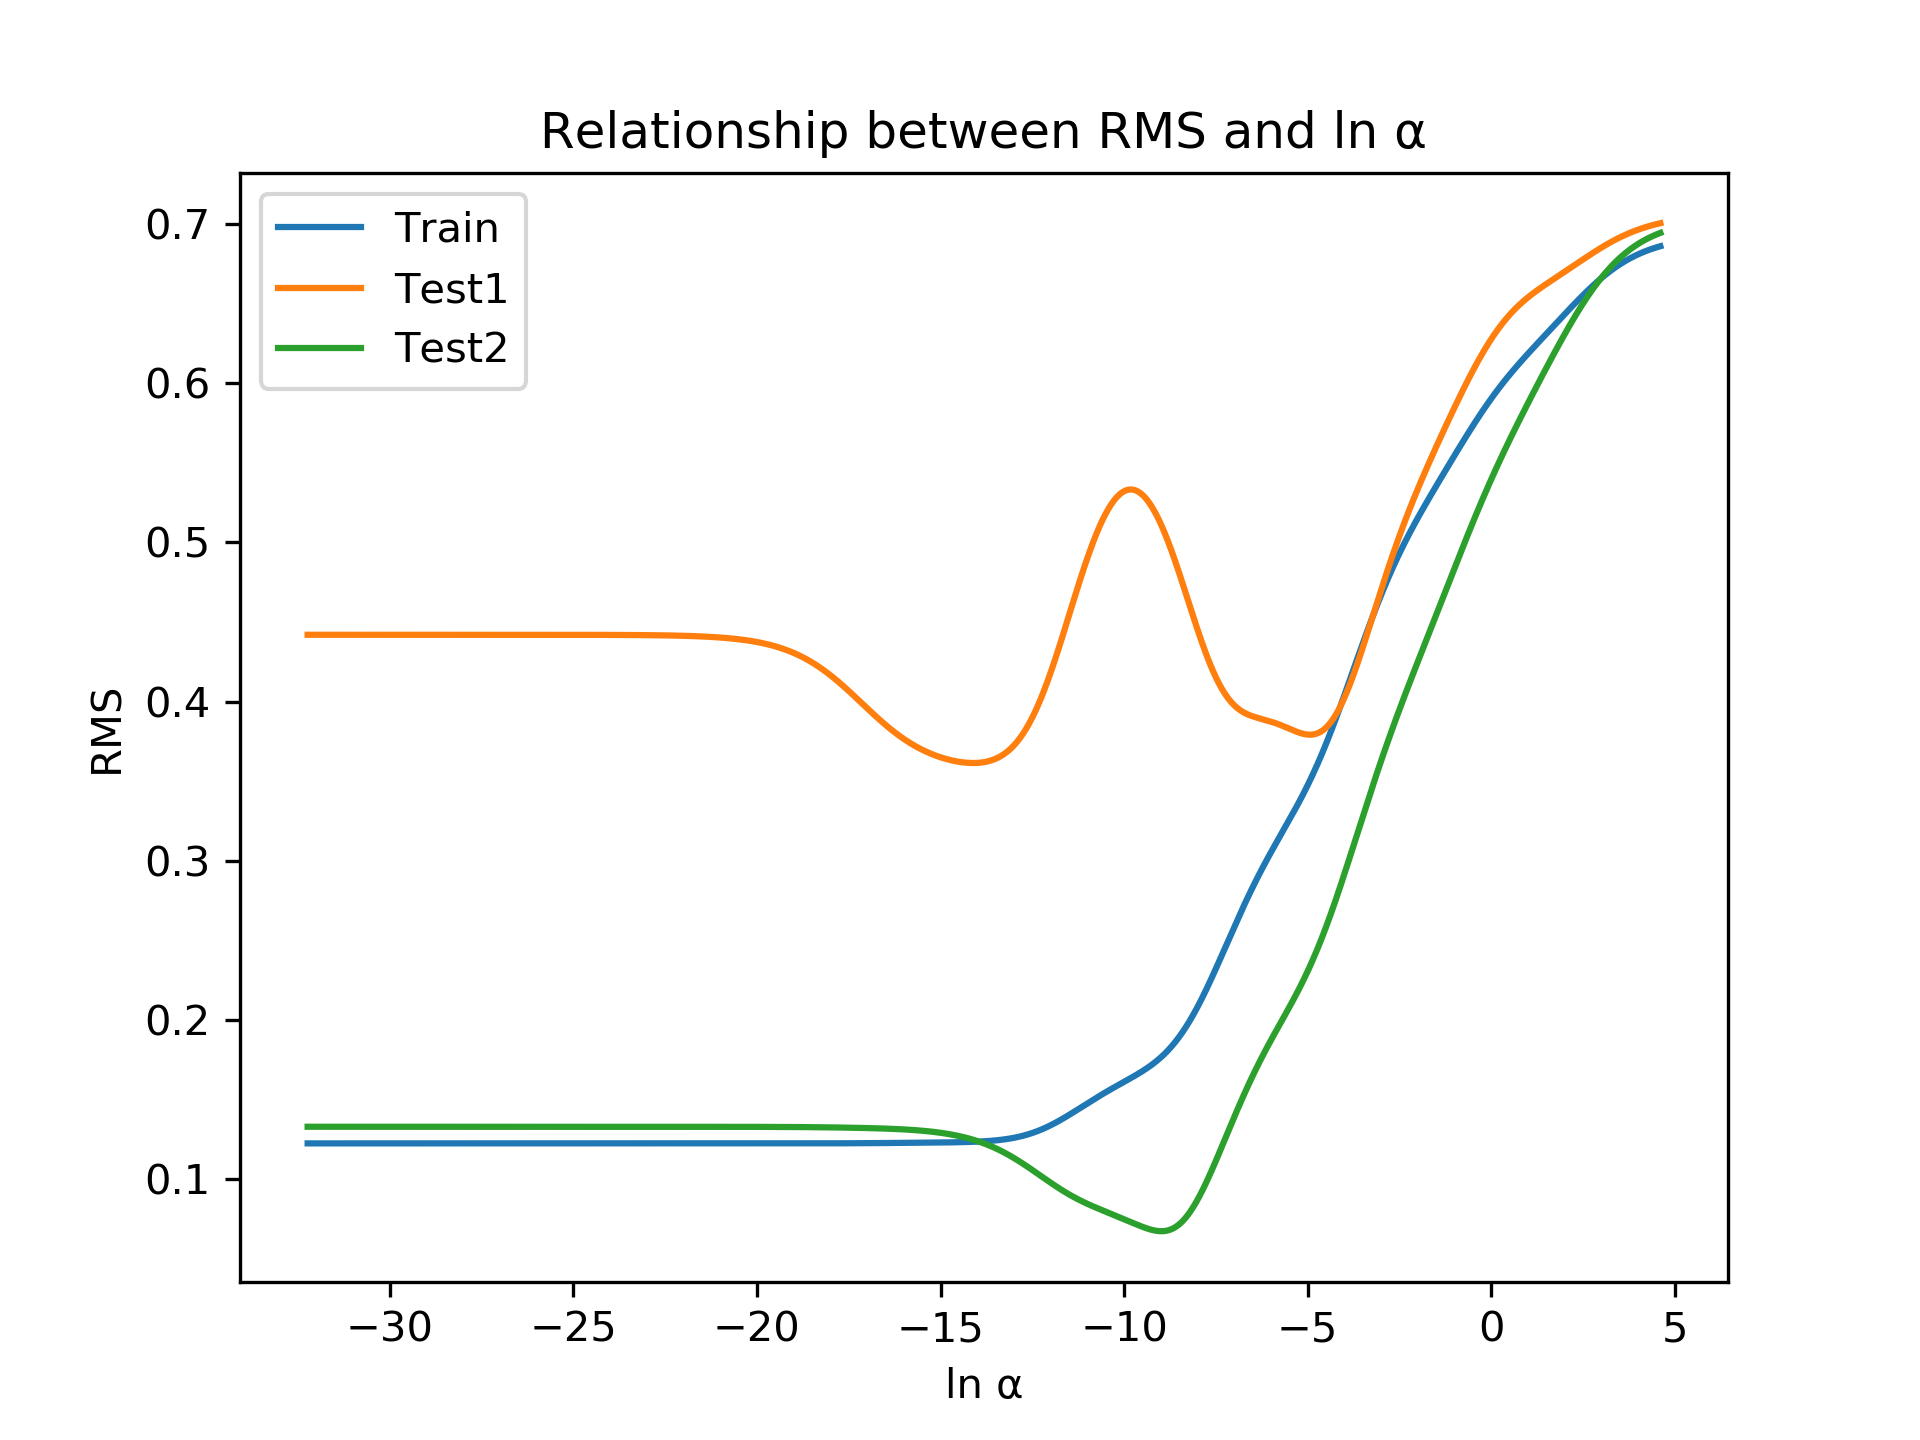 Relationship between RMS and ln α
Train
Test1
Test2
RMS
0.7
0.6
0.5
0.4
0.3
0.2
0.1
−30 −25 −20 −15 −10 −5 0 5
ln α